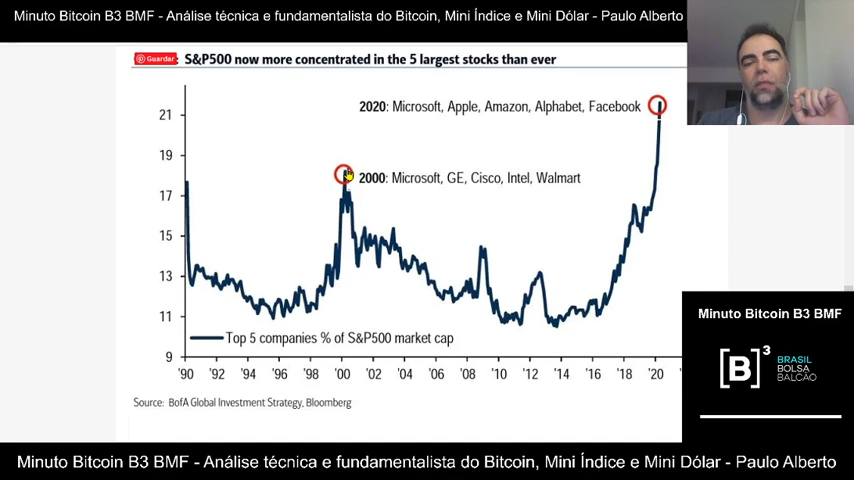 Minuto Bitcoin B3 BMF - Análise técnica e fundamentalista do Bitcoin, Mini Índice e Mini Dólar - Paulo Alberto
Guardar
S&P500 now more concentrated in the 5 largest stocks than ever
21
2020: Microsoft, Apple, Amazon, Alphabet, Facebook
19
2000: Microsoft, GE, Cisco, Intel, Walmart
17
15
13
11
Top 5 companies % of S&P500 market cap
9
'90 '92 '94 '96 '98 '00 '02 '04 '06 '08 '10 '12 '14 '16 '18 '20
Source: BofA Global Investment Strategy, Bloomberg
Minuto Bitcoin B3 BMF
[B]3
BRASIL
BOLSA
BALCÃO
Minuto Bitcoin B3 BMF - Análise técnica e fundamentalista do Bitcoin, Mini Índice e Mini Dólar - Paulo Alberto